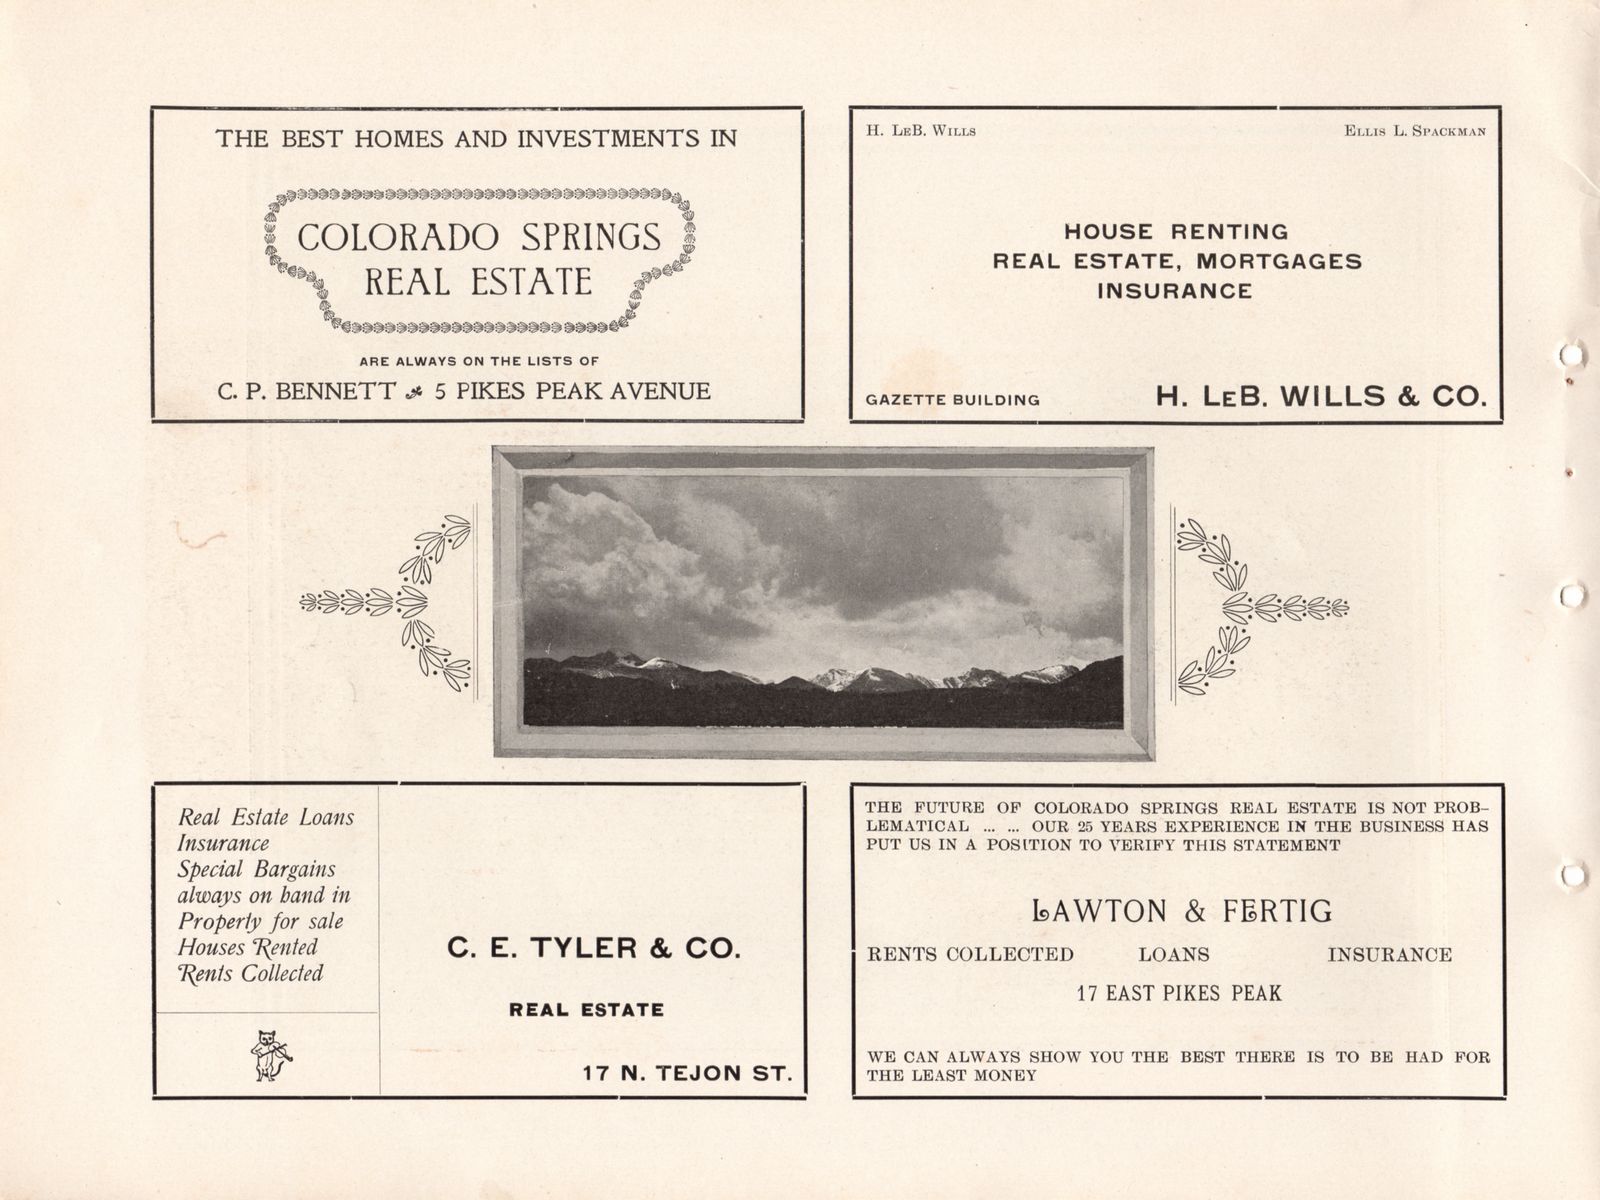 THE BEST HOMES AND INVESTMENTS IN
COLORADO SPRINGS
REAL ESTATE
ARE ALWAYS ON THE LISTS OF
C. P. BENNETT 5 PIKES PEAK AVENUE
H. LeB. Wills Ellis L. Spackman
HOUSE RENTING
REAL ESTATE, MORTGAGES
INSURANCE
GAZETTE BUILDING H. LeB. WILLS & CO.
Real Estate Loans
Insurance
Special Bargains
always on hand in
Property for sale
Houses Rented
Rents Collected
C. E. TYLER & CO.
REAL ESTATE
17 N. TEJON ST.
THE FUTURE OF COLORADO SPRINGS REAL ESTATE IS NOT PROB-
LEMATICAL ... ... OUR 25 YEARS EXPERIENCE IN THE BUSINESS HAS
PUT US IN A POSITION TO VERIFY THIS STATEMENT
LAWTON & FERTIG
RENTS COLLECTED LOANS INSURANCE
17 EAST PIKES PEAK
WE CAN ALWAYS SHOW YOU THE BEST THERE IS TO BE HAD FOR
THE LEAST MONEY